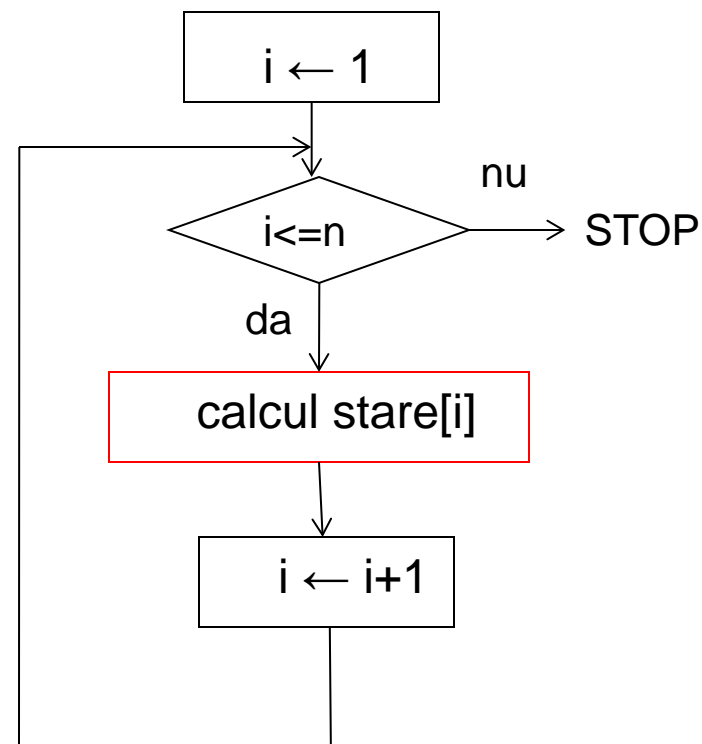 i ← 1
nu
i<=n
STOP
da
calcul stare[i]
i ← i+1